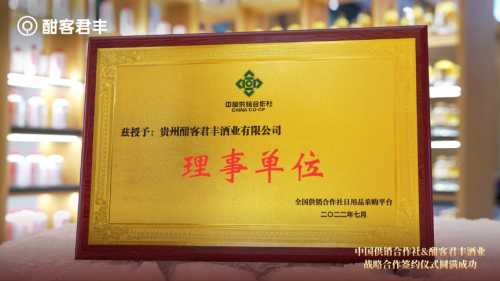 酣客君丰
中国供销合作社
CHINA CO-OP
兹授予：贵州酣客君丰酒业有限公司
理事单位
全国供销合作社日用品采购平台
二〇二二年七月
中国供销合作社&酣客君丰酒业
战略合作签约仪式圆满成功